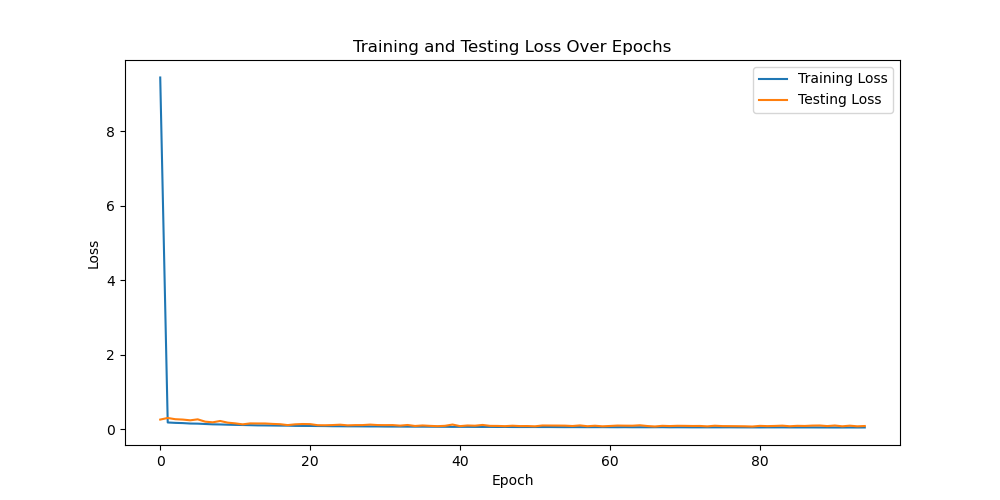 Training and Testing Loss Over Epochs
Training Loss
Testing Loss
8
6
4
2
0
Loss
0 20 40 60 80
Epoch